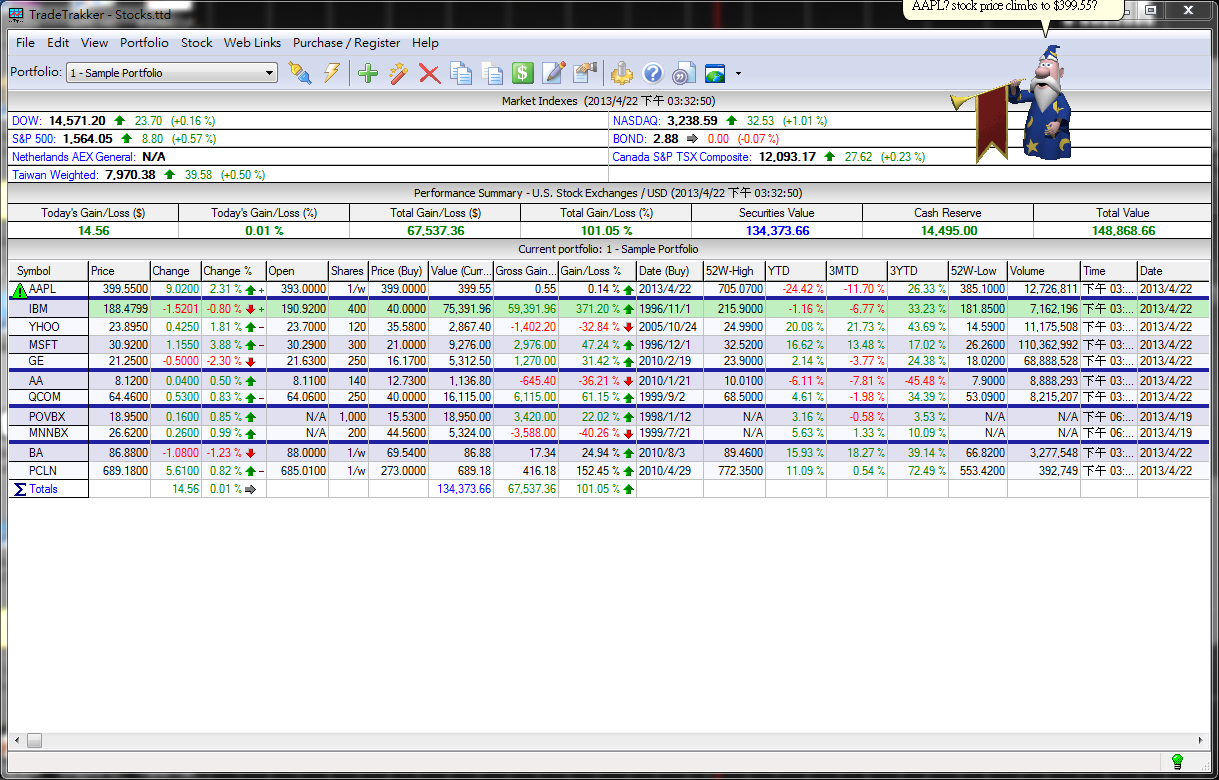 AAPL? stock price climbs to $399.55?
TradeTrakker - Stocks.ttd
File Edit View Portfolio Stock Web Links Purchase / Register Help
Portfolio: 1 - Sample Portfolio
Market Indexes (2013/4/22 下午 03:32:50)
DOW: 14,571.20 23.70 (+0.16 %) NASDAQ: 3,238.59 32.53 (+1.01 %)
S&P 500: 1,564.05 8.80 (+0.57 %) BOND: 2.88 0.00 (-0.07 %)
Netherlands AEX General: N/A Canada S&P TSX Composite: 12,093.17 27.62 (+0.23 %)
Taiwan Weighted: 7,970.38 39.58 (+0.50 %)
Performance Summary - U.S. Stock Exchanges / USD (2013/4/22 下午 03:32:50)
Today's Gain/Loss ($) Today's Gain/Loss (%) Total Gain/Loss ($) Total Gain/Loss (%) Securities Value Cash Reserve Total Value
14.56 0.01 % 67,537.36 101.05 % 134,373.66 14,495.00 148,868.66
Current portfolio: 1 - Sample Portfolio
Symbol Price Change Change % Open Shares Price (Buy) Value (Curr... Gross Gain... Gain/Loss % Date (Buy) 52W-High YTD 3MTD 3YTD 52W-Low Volume Time Date
AAPL 399.5500 9.0200 2.31 % + 393.0000 1/w 399.0000 399.55 0.55 0.14 % 2013/4/22 705.0700 -24.42 % -11.70 % 26.33 % 385.1000 12,726,811 下午 03:... 2013/4/22
IBM 188.4799 -1.5201 -0.80 % + 190.9200 400 40.0000 75,391.96 59,391.96 371.20 % 1996/11/1 215.9000 -1.16 % -6.77 % 33.23 % 181.8500 7,162,196 下午 03:... 2013/4/22
YHOO 23.8950 0.4250 1.81 % − 23.7000 120 35.5800 2,867.40 -1,402.20 -32.84 % 2005/10/24 24.9900 20.08 % 21.73 % 43.69 % 14.5900 11,175,508 下午 03:... 2013/4/22
MSFT 30.9200 1.1550 3.88 % − 30.2900 300 21.0000 9,276.00 2,976.00 47.24 % 1996/12/1 32.5200 16.62 % 13.48 % 17.02 % 26.2600 110,362,992 下午 03:... 2013/4/22
GE 21.2500 -0.5000 -2.30 % 21.6300 250 16.1700 5,312.50 1,270.00 31.42 % 2010/2/19 23.9000 2.14 % -3.77 % 24.38 % 18.0200 68,888,528 下午 03:... 2013/4/22
AA 8.1200 0.0400 0.50 % 8.1100 140 12.7300 1,136.80 -645.40 -36.21 % 2010/1/21 10.0100 -6.11 % -7.81 % -45.48 % 7.9000 8,888,293 下午 03:... 2013/4/22
QCOM 64.4600 0.5300 0.83 % − 64.0600 250 40.0000 16,115.00 6,115.00 61.15 % 1999/9/2 68.5000 4.61 % -1.98 % 34.39 % 53.0900 8,215,207 下午 03:... 2013/4/22
POVBX 18.9500 0.1600 0.85 % N/A 1,000 15.5300 18,950.00 3,420.00 22.02 % 1998/1/12 N/A 3.16 % -0.58 % 3.53 % N/A N/A 下午 06:... 2013/4/19
MNNBX 26.6200 0.2600 0.99 % N/A 200 44.5600 5,324.00 -3,588.00 -40.26 % 1999/7/21 N/A 5.63 % 1.33 % 10.09 % N/A N/A 下午 06:... 2013/4/19
BA 86.8800 -1.0800 -1.23 % 88.0000 1/w 69.5400 86.88 17.34 24.94 % 2010/8/3 89.4600 15.93 % 18.27 % 39.14 % 66.8200 3,277,548 下午 03:... 2013/4/22
PCLN 689.1800 5.6100 0.82 % − 685.0100 1/w 273.0000 689.18 416.18 152.45 % 2010/4/29 772.3500 11.09 % 0.54 % 72.49 % 553.4200 392,749 下午 03:... 2013/4/22
Σ Totals 14.56 0.01 % 134,373.66 67,537.36 101.05 %